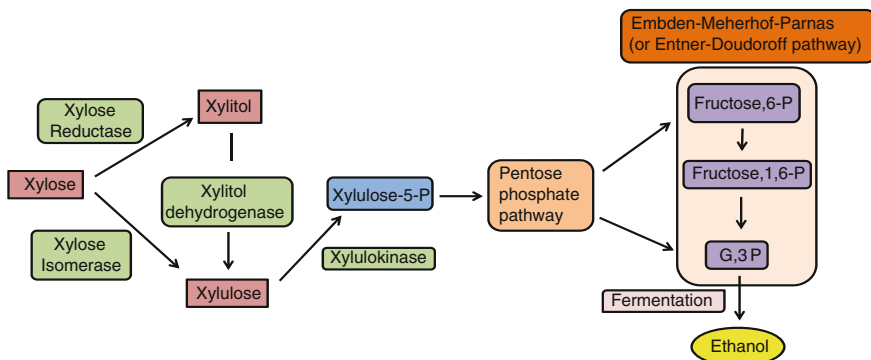 Embden-Meherhof-Parnas
(or Entner-Doudoroff pathway)
Xylose
Reductase
Xylitol
Fructose,6-P
Xylose
Xylitol
dehydrogenase
Xylulose-5-P
Pentose
phosphate
pathway
Fructose,1,6-P
Xylose
Isomerase
Xylulokinase
G,3 P
Xylulose
Fermentation
Ethanol